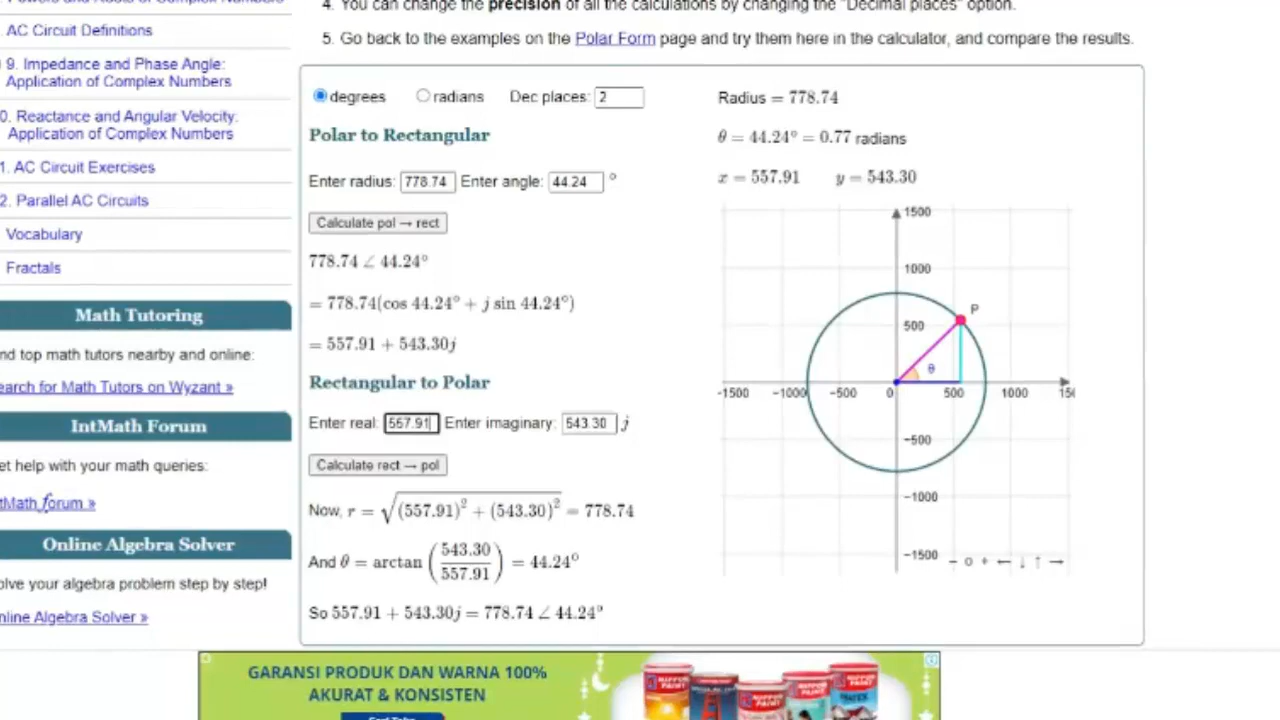 Powers and Roots of Complex Numbers
AC Circuit Definitions
9. Impedance and Phase Angle:
Application of Complex Numbers
0. Reactance and Angular Velocity:
Application of Complex Numbers
1. AC Circuit Exercises
2. Parallel AC Circuits
Vocabulary
Fractals
Math Tutoring
nd top math tutors nearby and online:
earch for Math Tutors on Wyzant »
IntMath Forum
et help with your math queries:
tMath forum »
Online Algebra Solver
olve your algebra problem step by step!
nline Algebra Solver »
4. You can change the precision of all the calculations by changing the "Decimal places" option.
5. Go back to the examples on the Polar Form page and try them here in the calculator, and compare the results.
degrees radians Dec places: 2
Polar to Rectangular
Enter radius: 778.74 Enter angle: 44.24 °
Calculate pol → rect
778.74 ∠ 44.24°
= 778.74(cos 44.24° + j sin 44.24°)
= 557.91 + 543.30j
Rectangular to Polar
Enter real: 557.91 Enter imaginary: 543.30 j
Calculate rect → pol
Now, r = √(557.91)² + (543.30)² = 778.74
And θ = arctan (543.30/557.91) = 44.24°
So 557.91 + 543.30j = 778.74 ∠ 44.24°
Radius = 778.74
θ = 44.24° = 0.77 radians
x = 557.91 y = 543.30
1500
1000
P
500
θ
-1500 -1000 -500 0 500 1000 150
-500
-1000
-1500
− o + ← ↓ ↑ →
GARANSI PRODUK DAN WARNA 100%
AKURAT & KONSISTEN
NIPPON PAINT